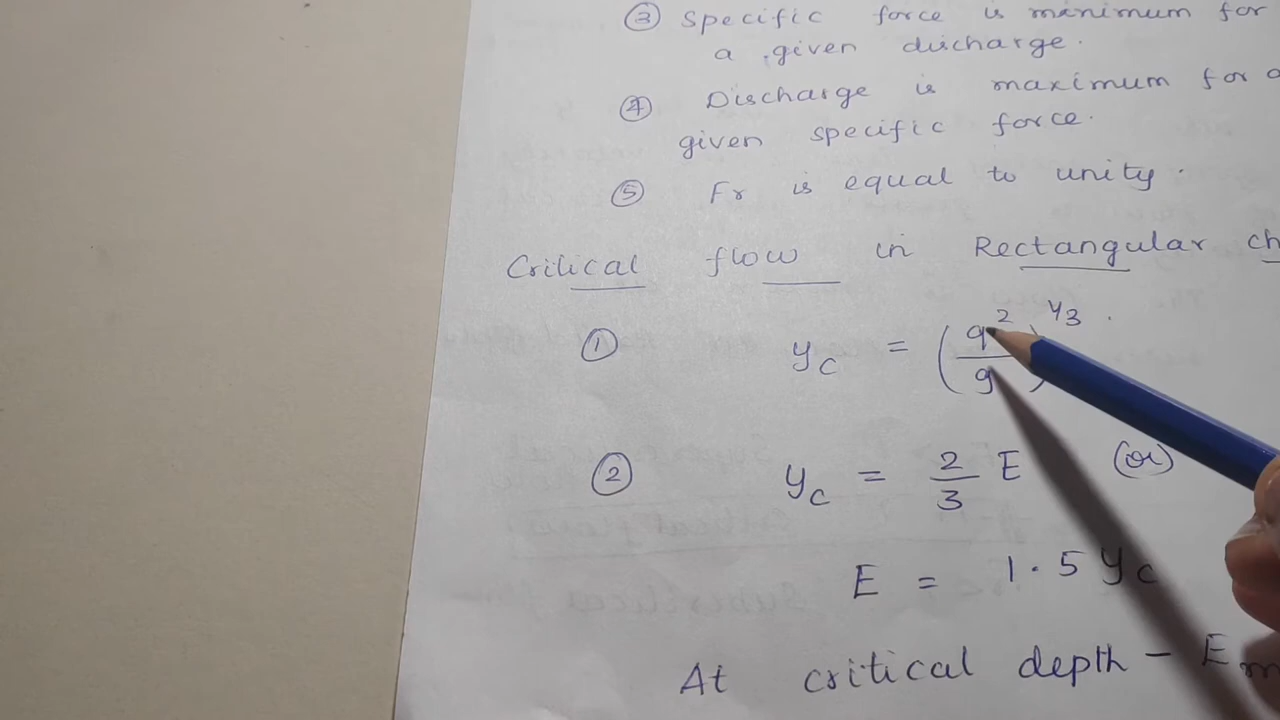 ③ Specific force is minimum for
a given discharge.
④ Discharge is maximum for a
given specific force.
⑤ Fr is equal to unity.
Critical flow in Rectangular ch
① yc = (q²/g)^1/3.
② yc = 2/3 E (or)
E = 1.5 yc
At critical depth - Em